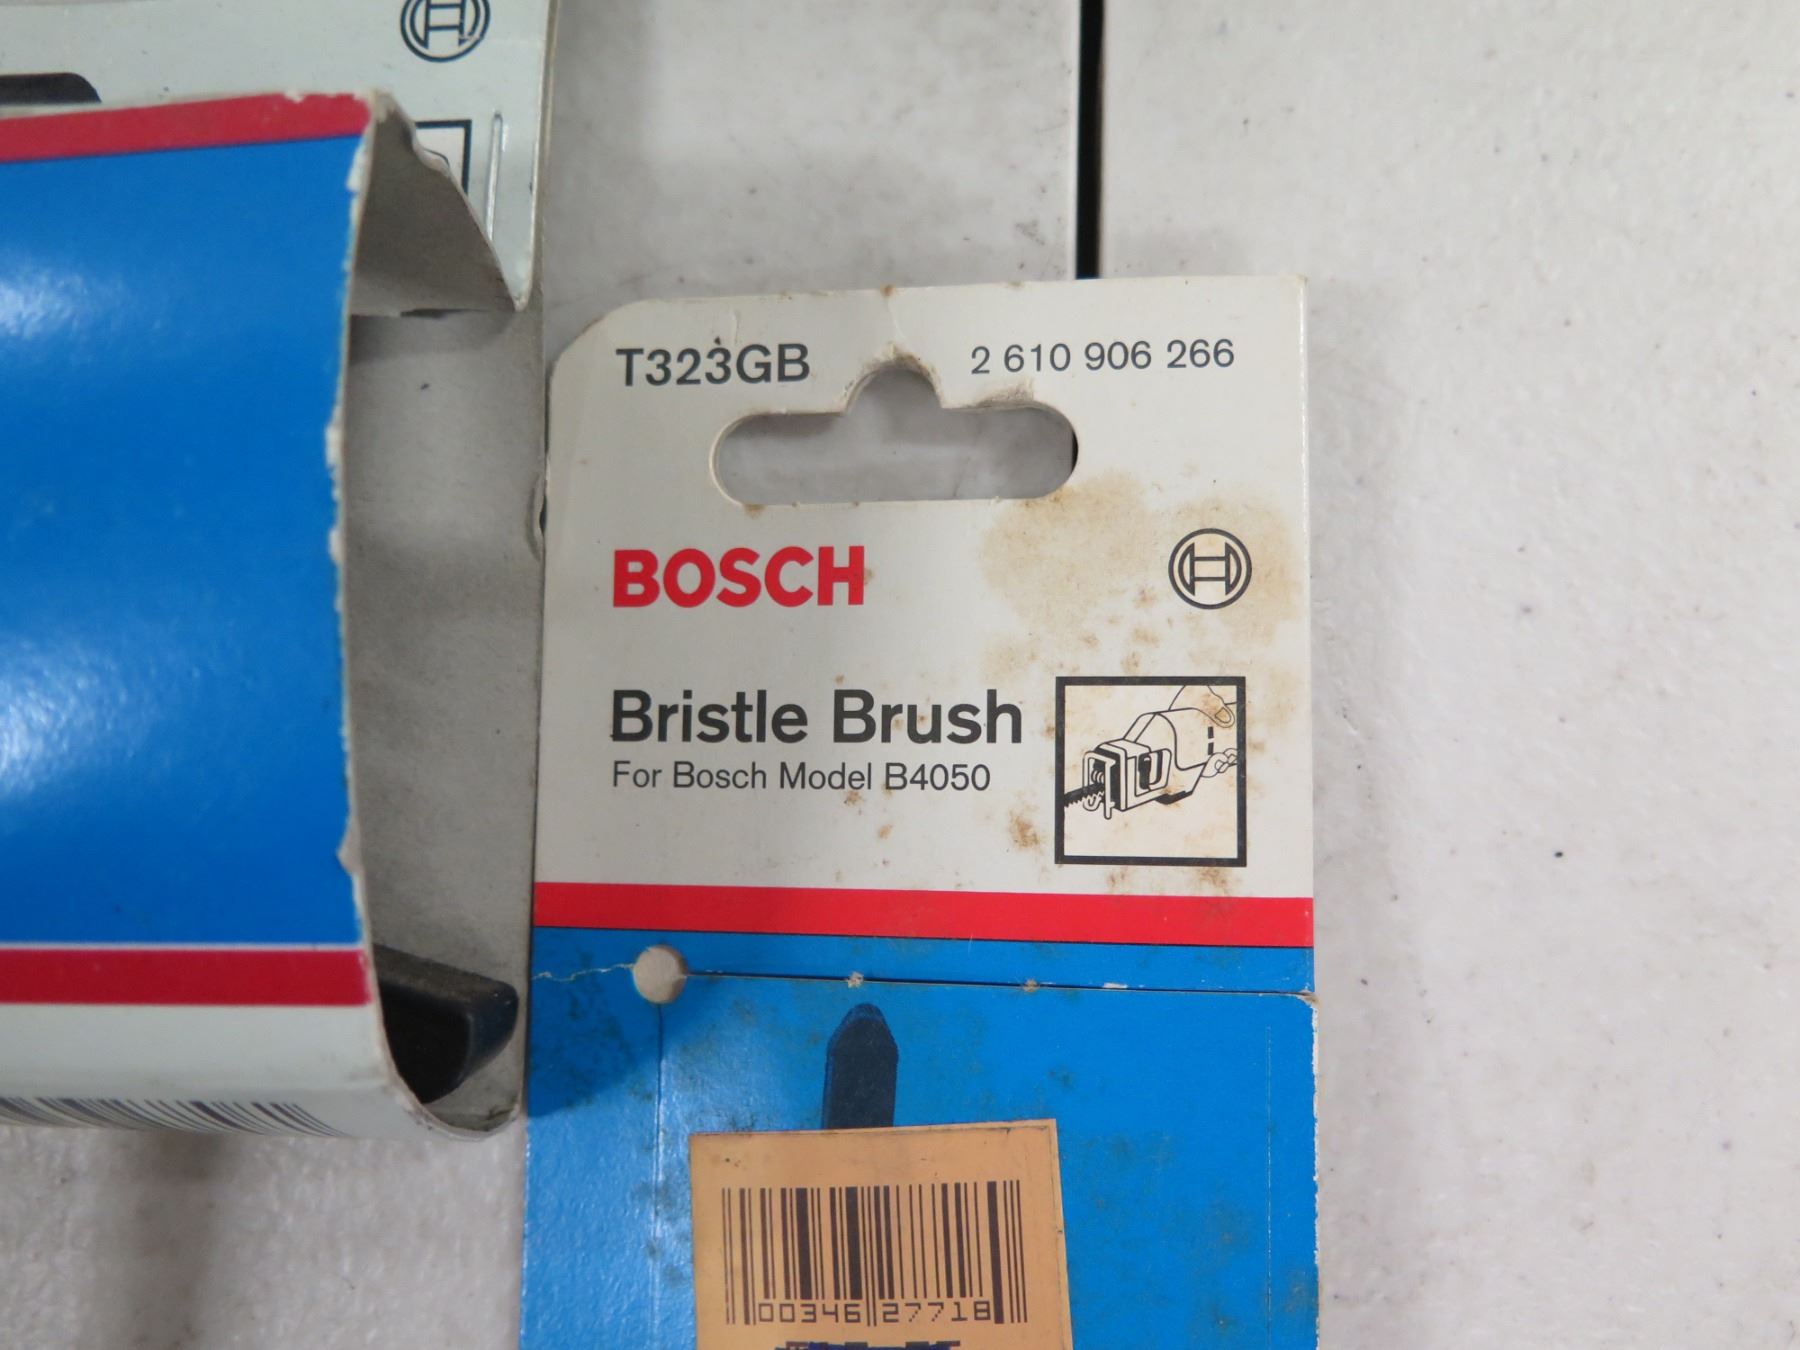 T323GB 2 610 906 266
BOSCH
Bristle Brush
For Bosch Model B4050
00346 27718